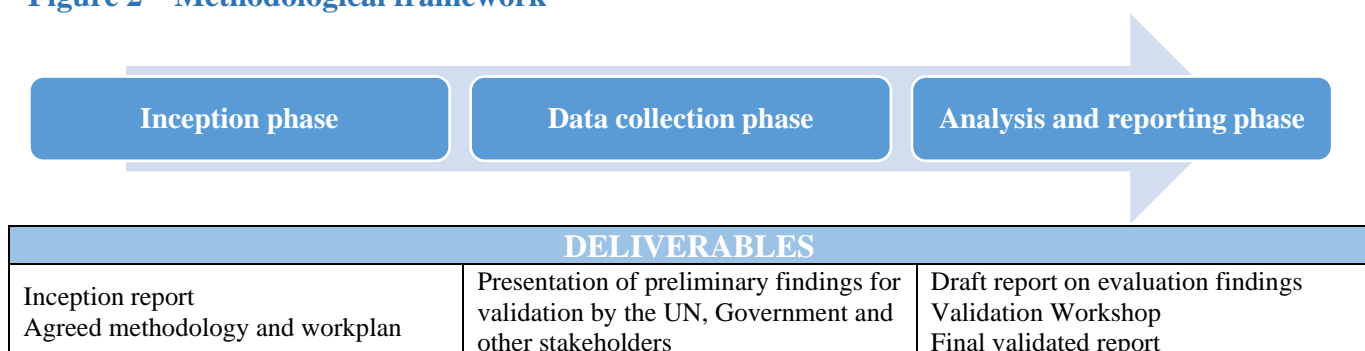 Figure 2 – Methodological framework
Inception phase
Data collection phase
Analysis and reporting phase
DELIVERABLES
Inception report
Agreed methodology and workplan
Presentation of preliminary findings for
validation by the UN, Government and
other stakeholders
Draft report on evaluation findings
Validation Workshop
Final validated report